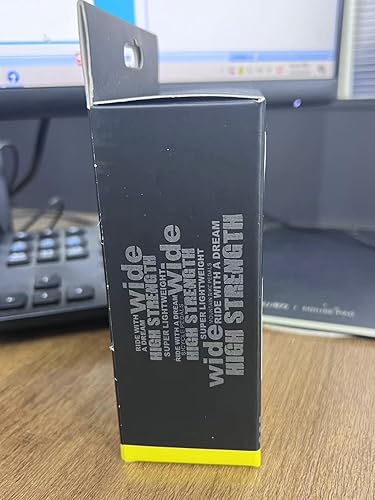 RIDE WITH
A DREAM
wide
HIGH STRENGTH
SUPER LIGHTWEIGHT
RIDE WITH A DREAM
wide
HIGH STRENGTH
SUPER LIGHTWEIGHT
wide
RIDE WITH A DREAM
HIGH STRENGTH